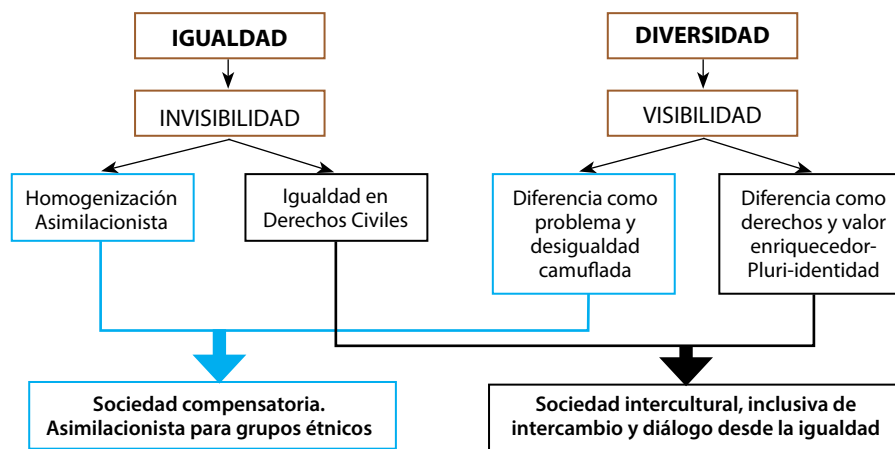 IGUALDAD
DIVERSIDAD
INVISIBILIDAD
VISIBILIDAD
Homogenización
Asimilacionista
Igualdad en
Derechos Civiles
Diferencia como
problema y
desigualdad
camuflada
Diferencia como
derechos y valor
enriquecedor-
Pluri-identidad
Sociedad compensatoria.
Asimilacionista para grupos étnicos
Sociedad intercultural, inclusiva de
intercambio y diálogo desde la igualdad